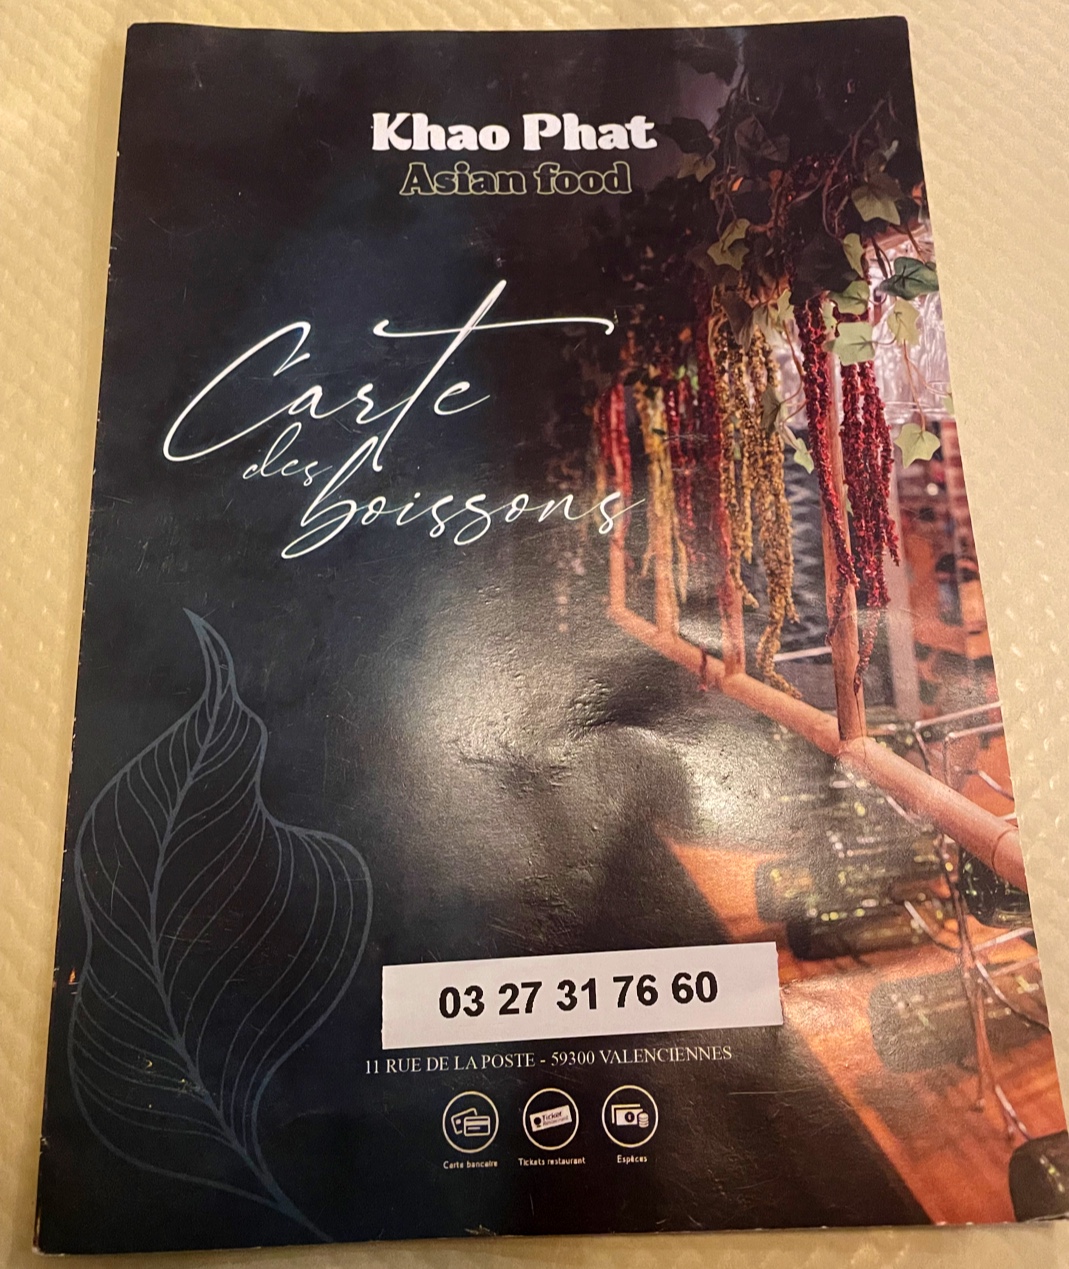 Khao Phat
Asian food
Carte
des
boissons
03 27 31 76 60
11 RUE DE LA POSTE - 59300 VALENCIENNES
Ticket
Carte bancaire Tickets restaurant Espèces